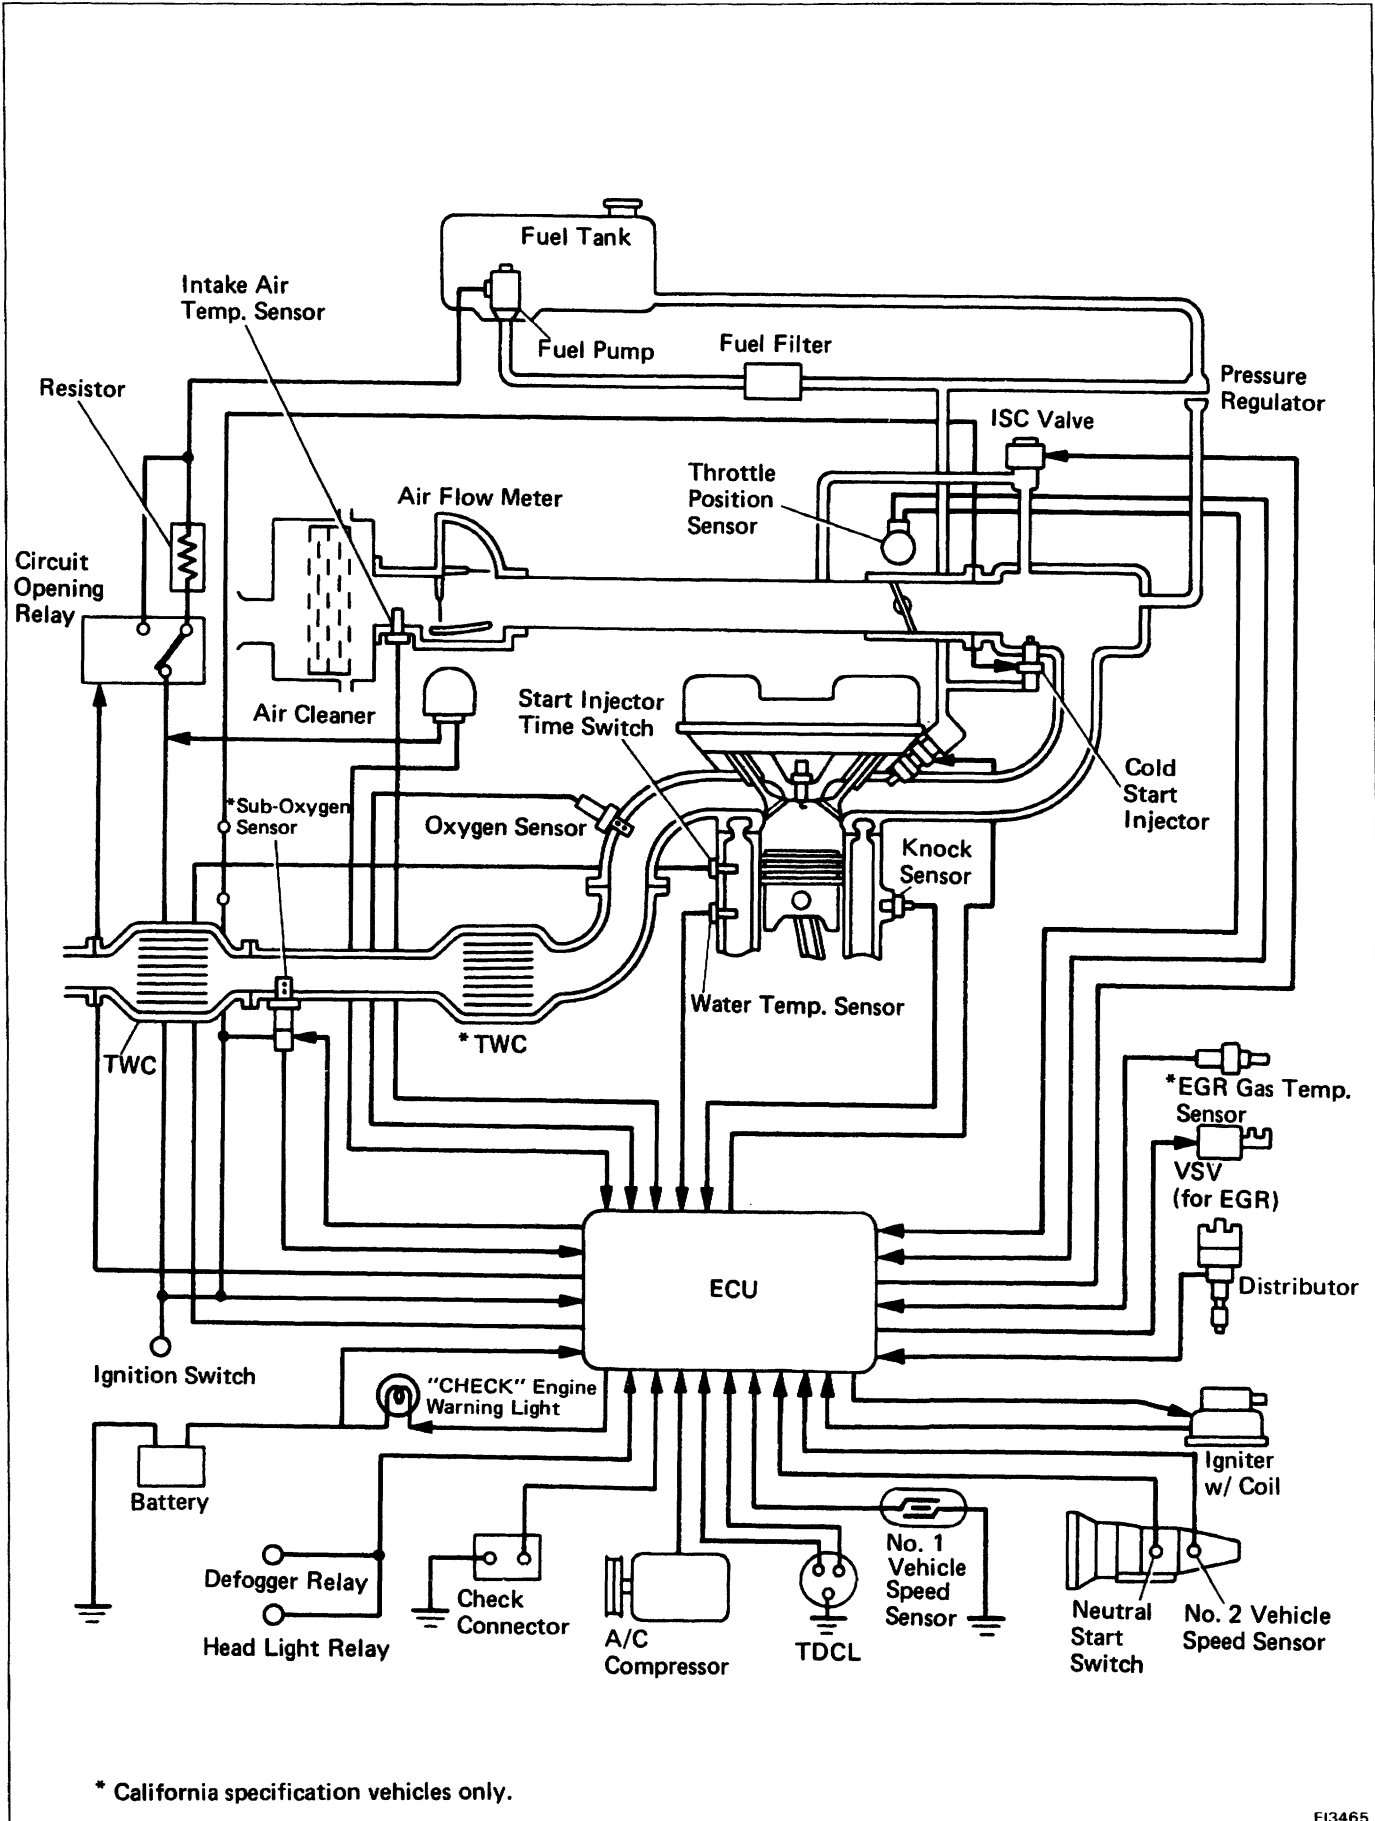 Fuel Tank
Intake Air
Temp. Sensor
Fuel Pump
Fuel Filter
Resistor
Pressure
Regulator
ISC Valve
Throttle
Position
Sensor
Air Flow Meter
Circuit
Opening
Relay
Air Cleaner
Start Injector
Time Switch
Cold
Start
Injector
*Sub-Oxygen
Sensor
Oxygen Sensor
Knock
Sensor
Water Temp. Sensor
* TWC
TWC
*EGR Gas Temp.
Sensor
VSV
(for EGR)
ECU
Distributor
Ignition Switch
"CHECK" Engine
Warning Light
Igniter
w/ Coil
Battery
No. 1
Vehicle
Speed
Sensor
Defogger Relay
Check
Connector
Head Light Relay
A/C
Compressor
TDCL
Neutral
Start
Switch
No. 2 Vehicle
Speed Sensor
* California specification vehicles only.
FI3465